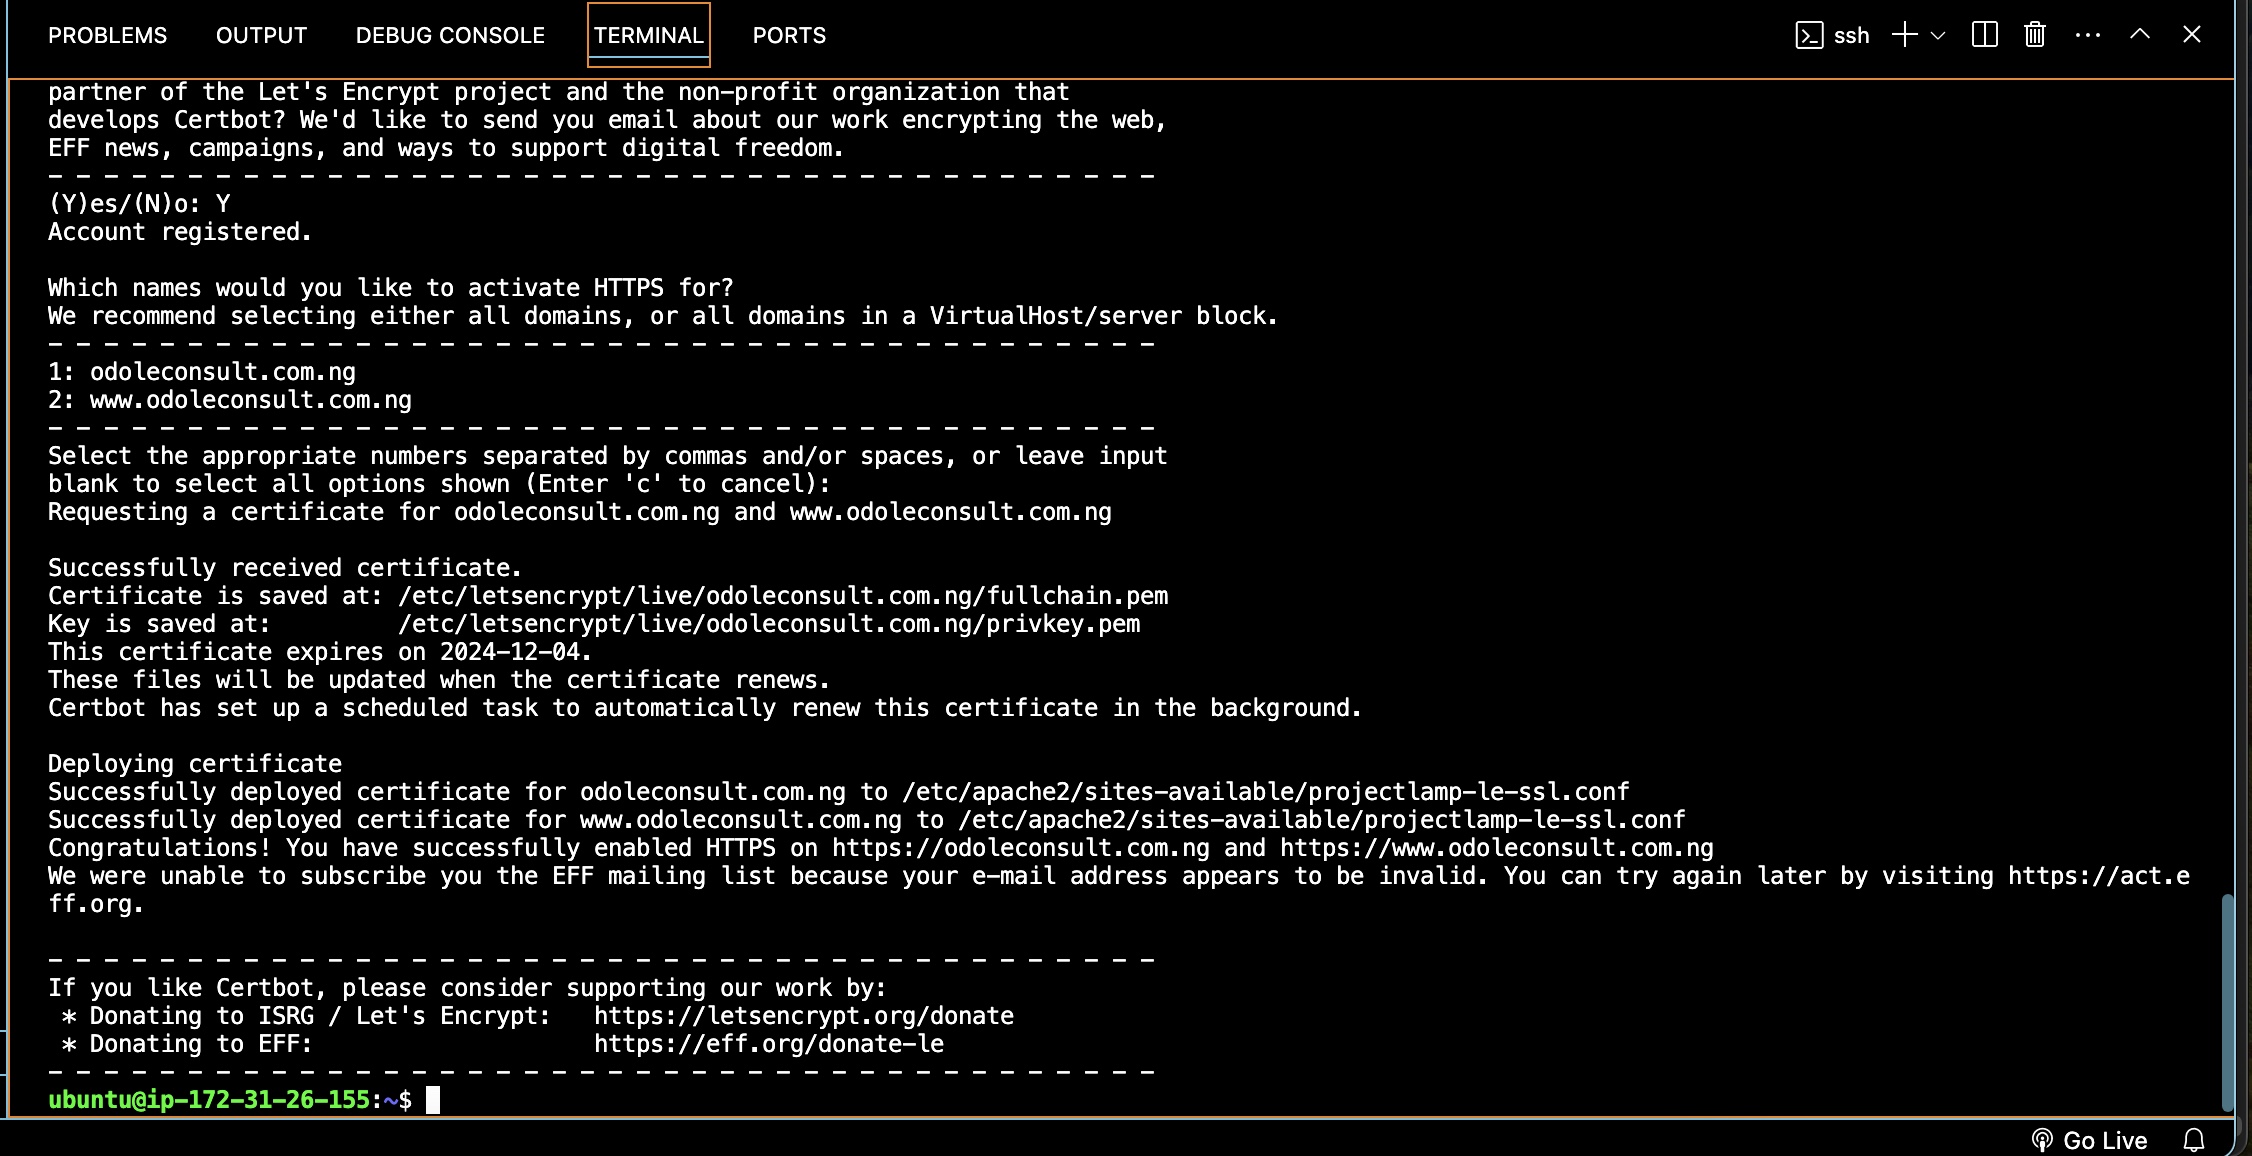 PROBLEMS OUTPUT DEBUG CONSOLE TERMINAL PORTS ssh
partner of the Let's Encrypt project and the non-profit organization that
develops Certbot? We'd like to send you email about our work encrypting the web,
EFF news, campaigns, and ways to support digital freedom.
- - - - - - - - - - - - - - - - - - - - - - - - - - - - - - - - - - - - - - - -
(Y)es/(N)o: Y
Account registered.

Which names would you like to activate HTTPS for?
We recommend selecting either all domains, or all domains in a VirtualHost/server block.
- - - - - - - - - - - - - - - - - - - - - - - - - - - - - - - - - - - - - - - -
1: odoleconsult.com.ng
2: www.odoleconsult.com.ng
- - - - - - - - - - - - - - - - - - - - - - - - - - - - - - - - - - - - - - - -
Select the appropriate numbers separated by commas and/or spaces, or leave input
blank to select all options shown (Enter 'c' to cancel):
Requesting a certificate for odoleconsult.com.ng and www.odoleconsult.com.ng

Successfully received certificate.
Certificate is saved at: /etc/letsencrypt/live/odoleconsult.com.ng/fullchain.pem
Key is saved at:         /etc/letsencrypt/live/odoleconsult.com.ng/privkey.pem
This certificate expires on 2024-12-04.
These files will be updated when the certificate renews.
Certbot has set up a scheduled task to automatically renew this certificate in the background.

Deploying certificate
Successfully deployed certificate for odoleconsult.com.ng to /etc/apache2/sites-available/projectlamp-le-ssl.conf
Successfully deployed certificate for www.odoleconsult.com.ng to /etc/apache2/sites-available/projectlamp-le-ssl.conf
Congratulations! You have successfully enabled HTTPS on https://odoleconsult.com.ng and https://www.odoleconsult.com.ng
We were unable to subscribe you the EFF mailing list because your e-mail address appears to be invalid. You can try again later by visiting https://act.e
ff.org.

- - - - - - - - - - - - - - - - - - - - - - - - - - - - - - - - - - - - - - - -
If you like Certbot, please consider supporting our work by:
 * Donating to ISRG / Let's Encrypt:   https://letsencrypt.org/donate
 * Donating to EFF:                    https://eff.org/donate-le
- - - - - - - - - - - - - - - - - - - - - - - - - - - - - - - - - - - - - - - -
ubuntu@ip-172-31-26-155:~$
Go Live